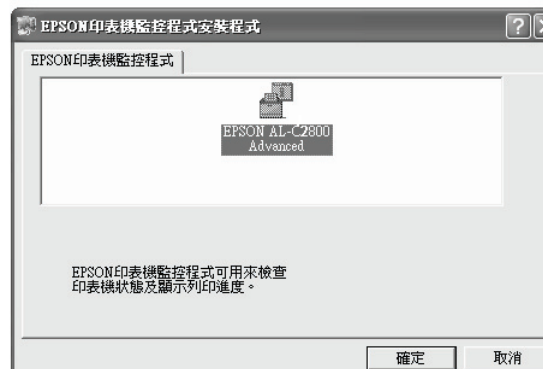 EPSON印表機監控程式安裝程式
EPSON印表機監控程式
EPSON AL-C2800
Advanced
EPSON印表機監控程式可用來檢查
印表機狀態及顯示列印進度。
確定
取消